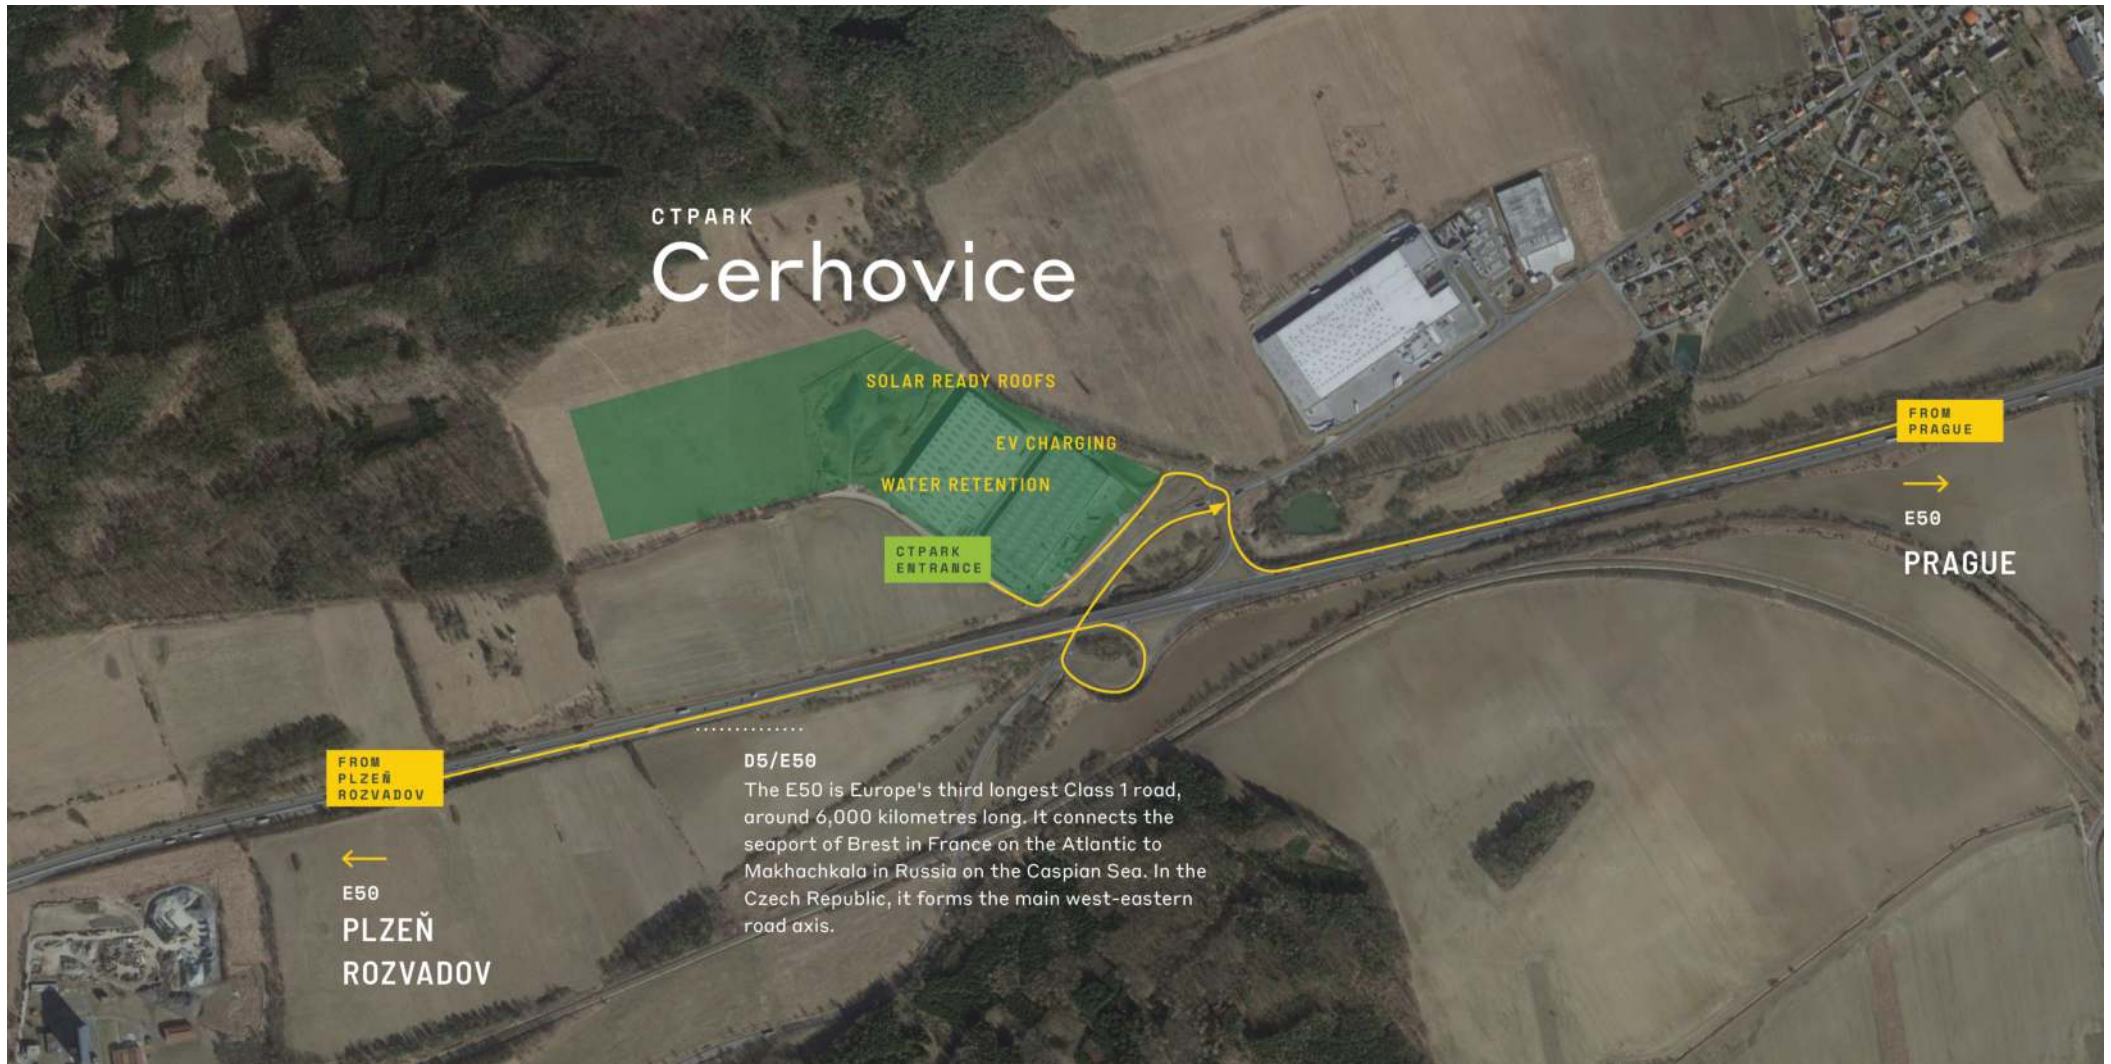 CTPARK
Cerhovice
SOLAR READY ROOFS
EV CHARGING
WATER RETENTION
CTPARK
ENTRANCE
FROM
PRAGUE
E50
PRAGUE
FROM
PLZEŇ
ROZVADOV
E50
PLZEŇ
ROZVADOV
D5/E50
The E50 is Europe's third longest Class 1 road,
around 6,000 kilometres long. It connects the
seaport of Brest in France on the Atlantic to
Makhachkala in Russia on the Caspian Sea. In the
Czech Republic, it forms the main west-eastern
road axis.